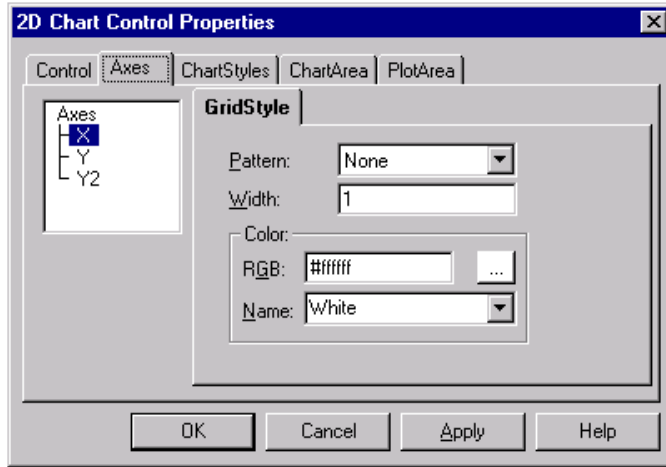 2D Chart Control Properties
Control Axes ChartStyles ChartArea PlotArea
Axes
X
Y
Y2
GridStyle
Pattern: None
Width: 1
Color:
RGB: #ffffff ...
Name: White
OK Cancel Apply Help